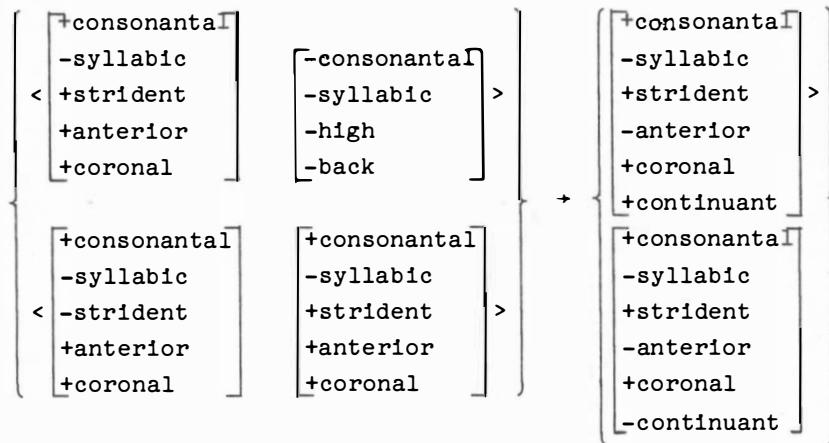 +consonantal +consonantal
-syllabic -consonantal -syllabic
< +strident -syllabic > +strident >
+anterior -high -anterior
+coronal -back +coronal
→ +continuant
+consonantal +consonantal +consonantal
-syllabic -syllabic -syllabic
< -strident +strident > +strident
+anterior +anterior -anterior
+coronal +coronal +coronal
-continuant